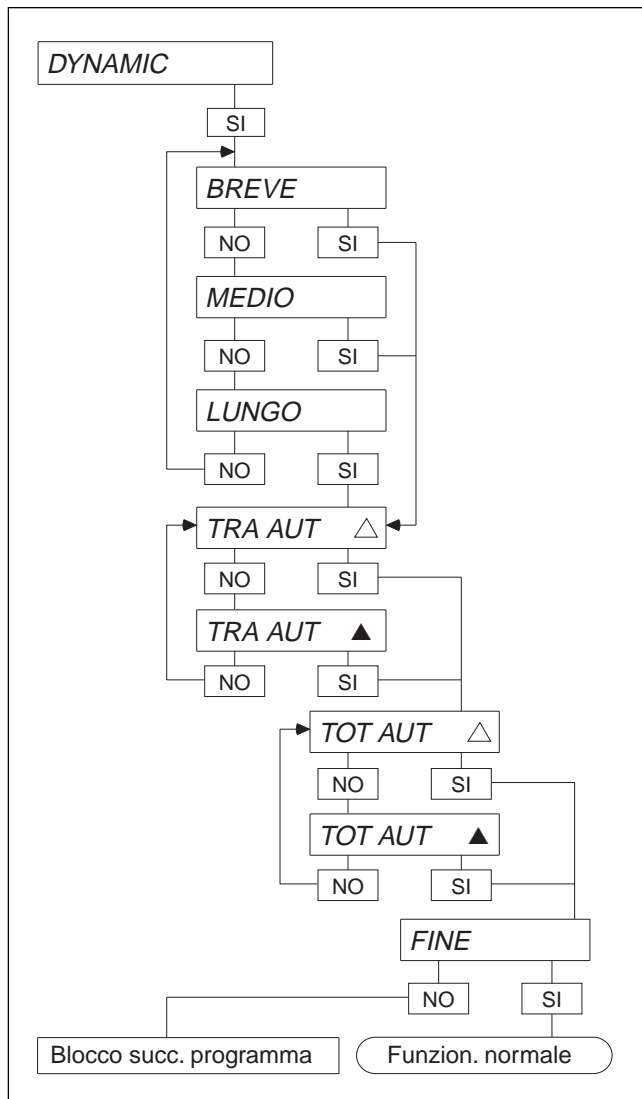 DYNAMIC
SI
BREVE
NO SI
MEDIO
NO SI
LUNGO
NO SI
TRA AUT △
NO SI
TRA AUT ▲
NO SI
TOT AUT △
NO SI
TOT AUT ▲
NO SI
FINE
NO SI
Blocco succ. programma Funzion. normale